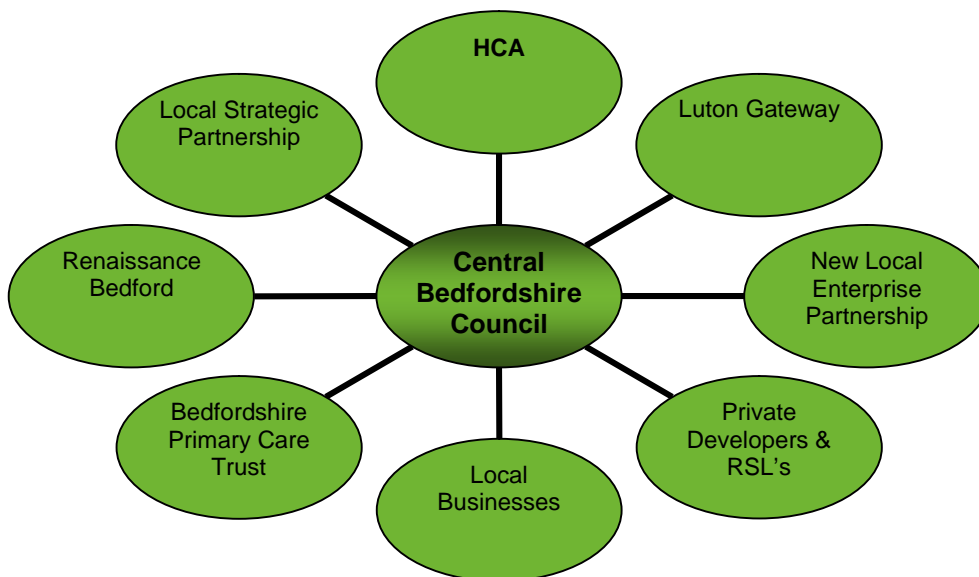 HCA
Local Strategic
Partnership
Luton Gateway
Renaissance
Bedford
Central
Bedfordshire
Council
New Local
Enterprise
Partnership
Bedfordshire
Primary Care
Trust
Local
Businesses
Private
Developers &
RSL's